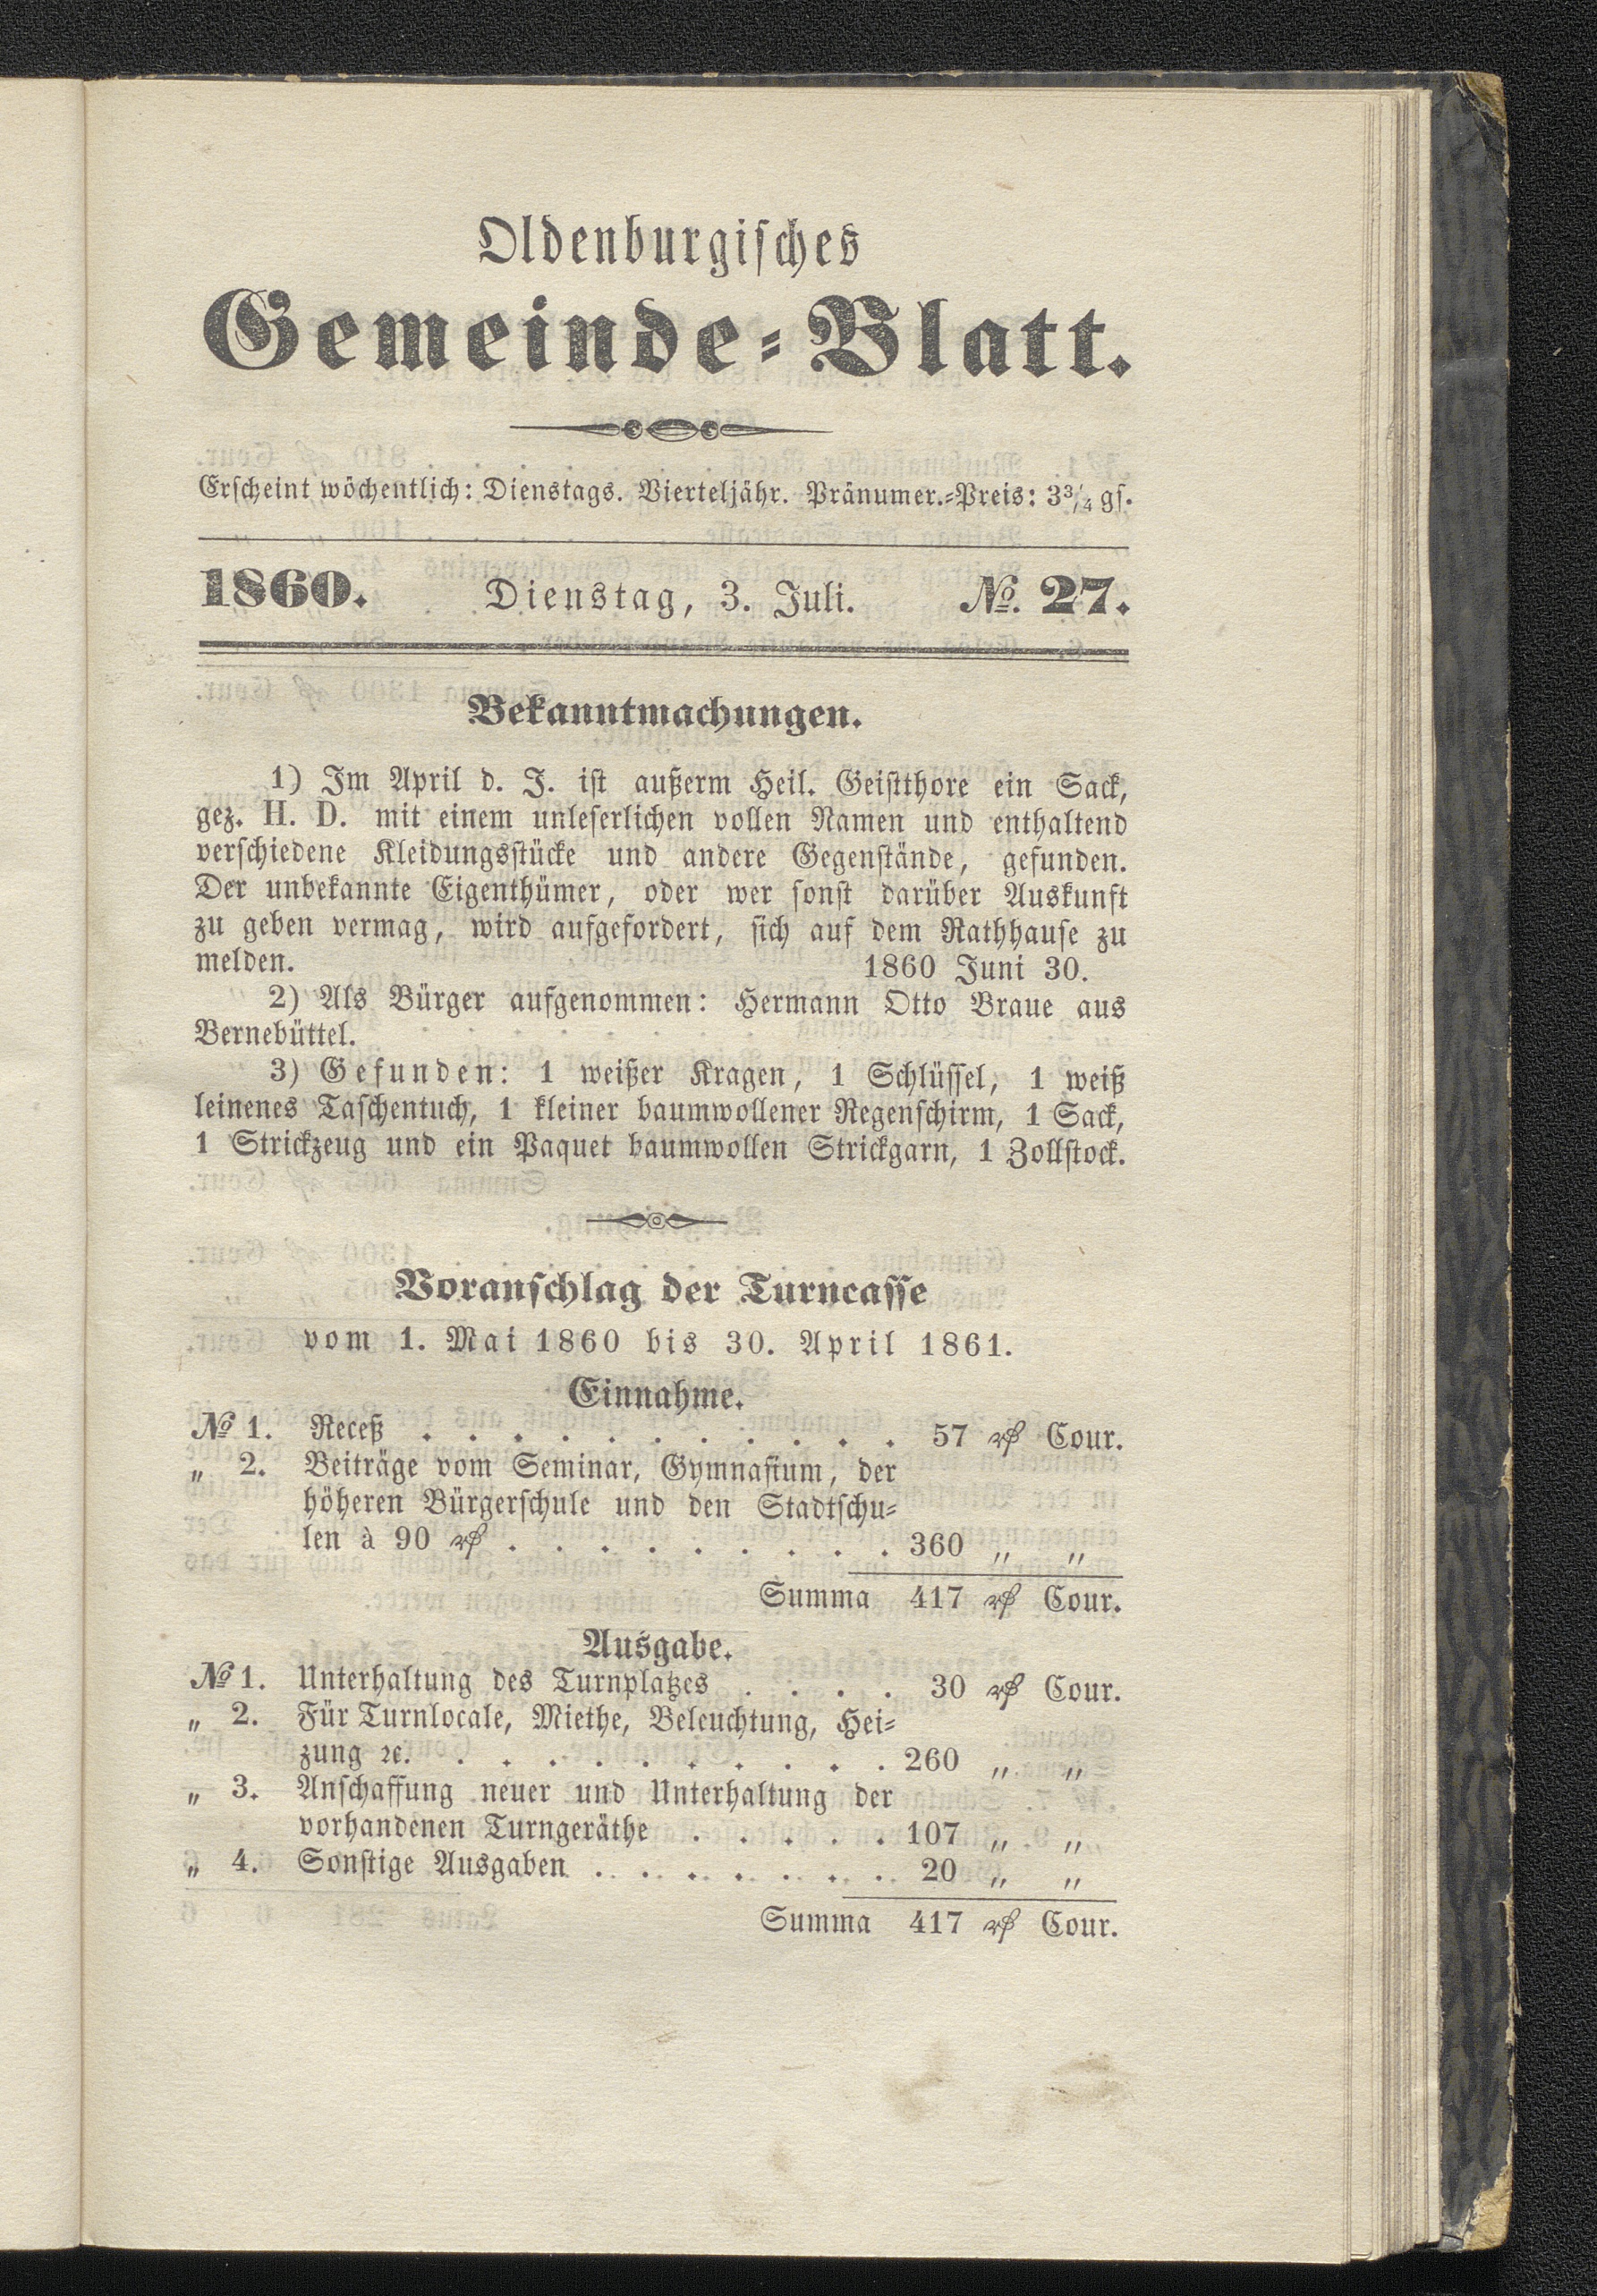 Oldenburgisches
Gemeinde-Blatt.
Erscheint wöchentlich: Dienstags. Vierteljähr. Pränumer.-Preis: 3 3/4 gs.
1860. Dienstag, 3. Juli. No. 27.
Bekanntmachungen.
1) Im April d. J. ist außerm Heil. Geistthore ein Sack,
gez. H. D. mit einem unleserlichen vollen Namen und enthaltend
verschiedene Kleidungsstücke und andere Gegenstände, gefunden.
Der unbekannte Eigenthümer, oder wer sonst darüber Auskunft
zu geben vermag, wird aufgefordert, sich auf dem Rathhause zu
melden. 1860 Juni 30.
2) Als Bürger aufgenommen: Hermann Otto Braue aus
Bernebüttel.
3) Gefunden: 1 weißer Kragen, 1 Schlüssel, 1 weiß
leinenes Taschentuch, 1 kleiner baumwollener Regenschirm, 1 Sack,
1 Strickzeug und ein Paquet baumwollen Strickgarn, 1 Zollstock.
Voranschlag der Turncasse
vom 1. Mai 1860 bis 30. April 1861.
Einnahme.
№ 1. Receß . . . . . . . . . . . 57 ₰ Cour.
„ 2. Beiträge vom Seminar, Gymnasium, der
höheren Bürgerschule und den Stadtschu-
len à 90 ₰ . . . . . . . . . 360 „ „
Summa 417 ₰ Cour.
Ausgabe.
№ 1. Unterhaltung des Turnplatzes . . . . 30 ₰ Cour.
„ 2. Für Turnlocale, Miethe, Beleuchtung, Hei-
zung ꝛc. . . . . . . . . . . 260 „ „
„ 3. Anschaffung neuer und Unterhaltung der
vorhandenen Turngeräthe . . . . . 107 „ „
„ 4. Sonstige Ausgaben . . . . . . . 20 „ „
Summa 417 ₰ Cour.